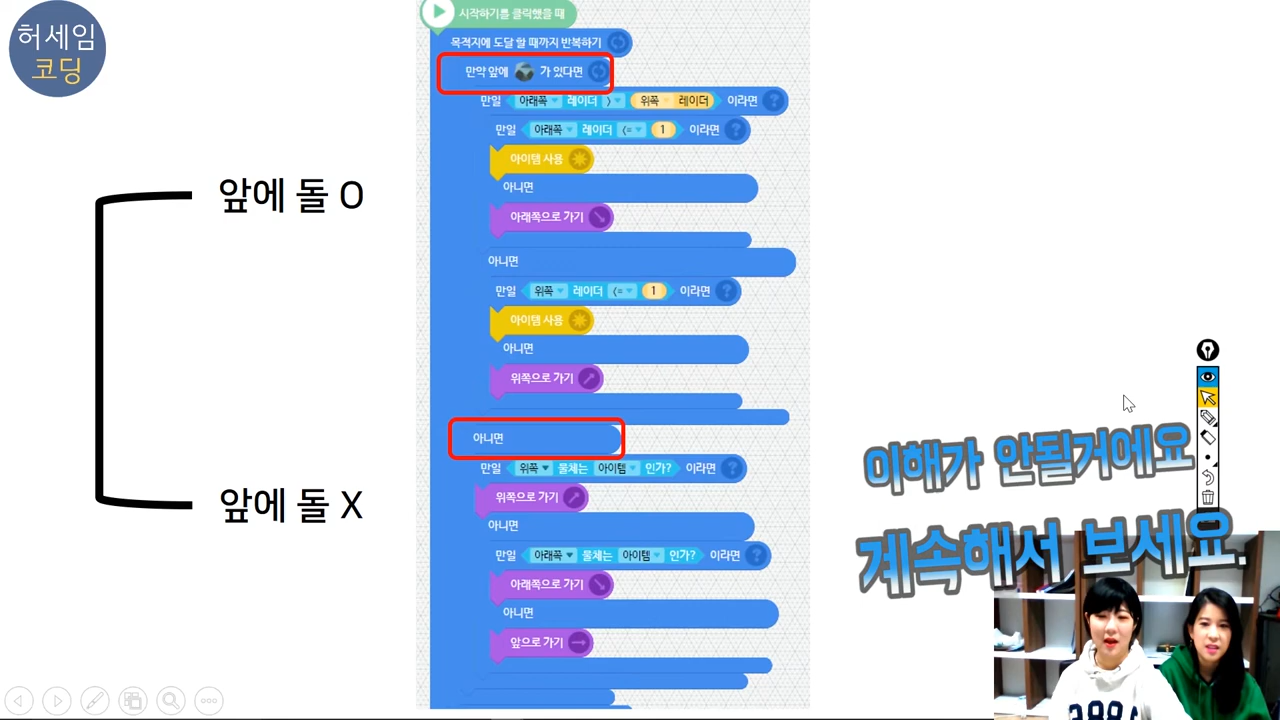 허세임
코딩
앞에 돌 O
앞에 돌 X
시작하기를 클릭했을 때
목적지에 도달 할 때까지 반복하기
만약 앞에 가 있다면
만일 아래쪽 레이더 > 위쪽 레이더 이라면 ?
만일 아래쪽 레이더 <= 1 이라면 ?
아이템 사용
아니면
아래쪽으로 가기
아니면
만일 위쪽 레이더 <= 1 이라면 ?
아이템 사용
아니면
위쪽으로 가기
아니면
만일 위쪽 물체는 아이템 인가? 이라면 ?
위쪽으로 가기
아니면
만일 아래쪽 물체는 아이템 인가? 이라면 ?
아래쪽으로 가기
아니면
앞으로 가기
이해가 안될거에요
계속해서 보세요.